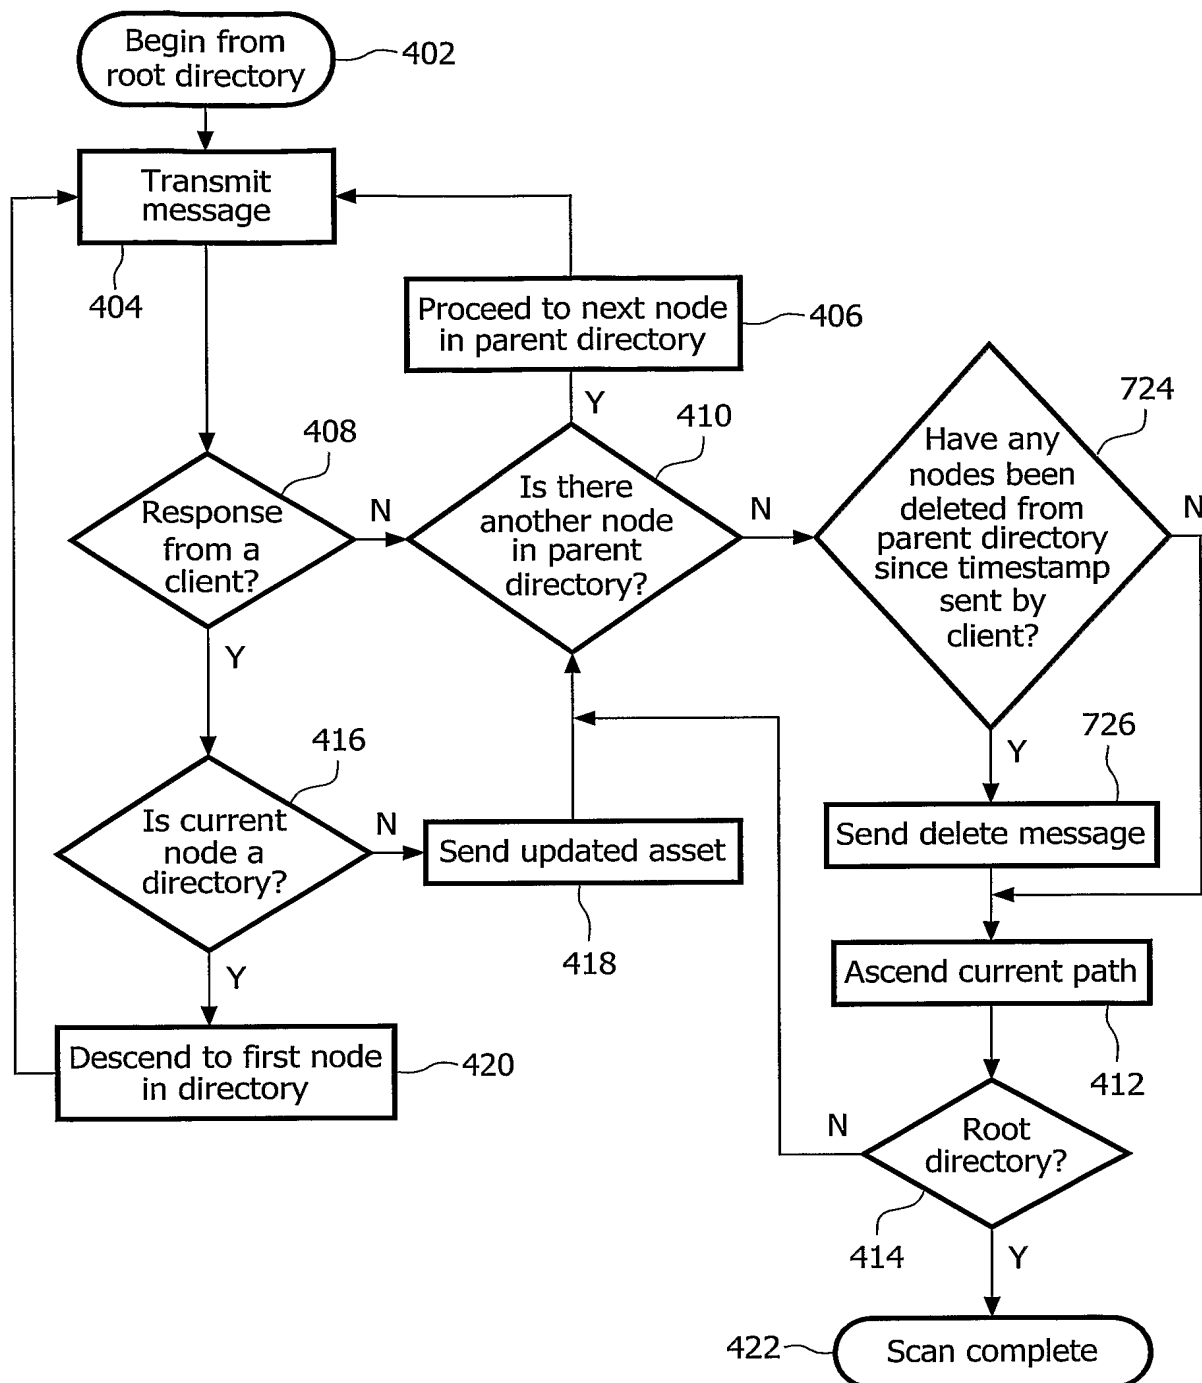 Begin from
root directory
402
Transmit
message
404
Proceed to next node
in parent directory
406
Y
408
Response
from a
client?
N
Y
410
Is there
another node
in parent
directory?
N
724
Have any
nodes been
deleted from
parent directory
since timestamp
sent by
client?
N
Y
416
Is current
node a
directory?
N
Y
Send updated asset
418
726
Send delete message
Ascend current path
412
Descend to first node
in directory
420
N
Root
directory?
414
Y
422
Scan complete